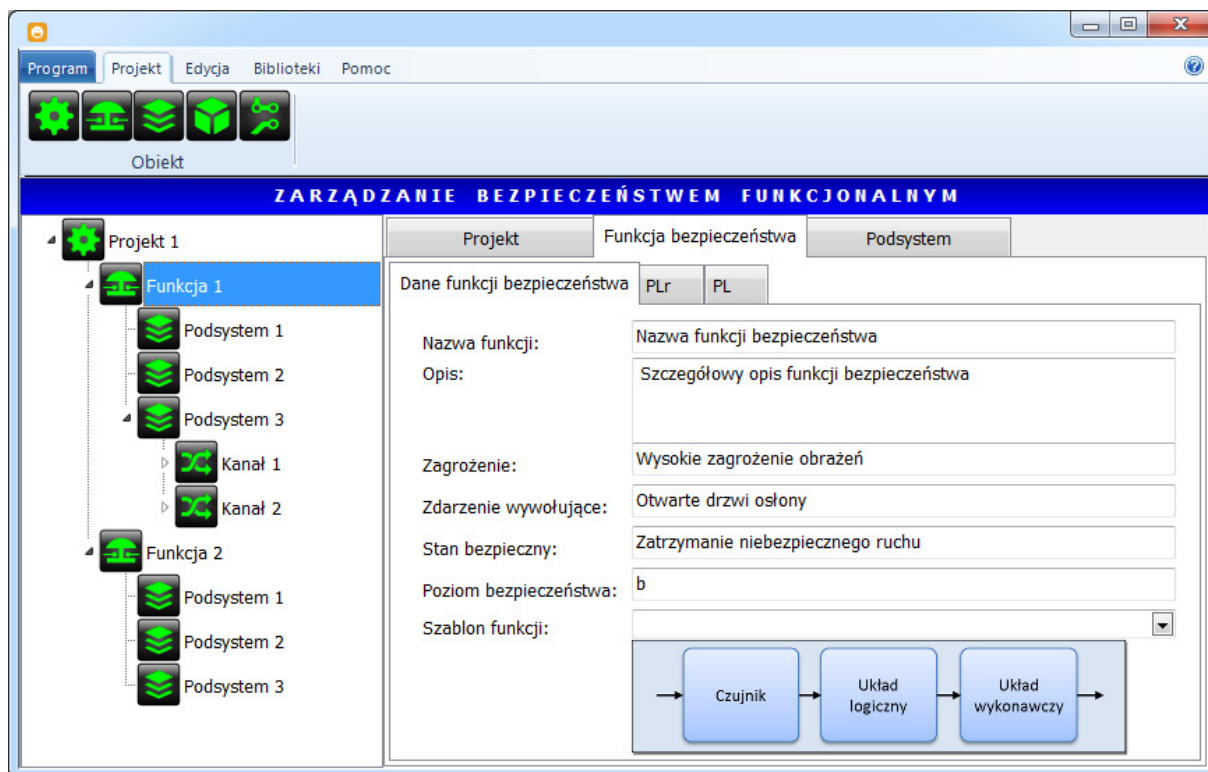 Program Projekt Edycja Biblioteki Pomoc
Obiekt
ZARZĄDZANIE BEZPIECZEŃSTWEM FUNKCJONALNYM
Projekt 1
Funkcja 1
Podsystem 1
Podsystem 2
Podsystem 3
Kanał 1
Kanał 2
Funkcja 2
Podsystem 1
Podsystem 2
Podsystem 3
Projekt Funkcja bezpieczeństwa Podsystem
Dane funkcji bezpieczeństwa PLr PL
Nazwa funkcji: Nazwa funkcji bezpieczeństwa
Opis: Szczegółowy opis funkcji bezpieczeństwa
Zagrożenie: Wysokie zagrożenie obrażeń
Zdarzenie wywołujące: Otwarte drzwi osłony
Stan bezpieczny: Zatrzymanie niebezpiecznego ruchu
Poziom bezpieczeństwa: b
Szablon funkcji:
Czujnik
Układ
logiczny
Układ
wykonawczy